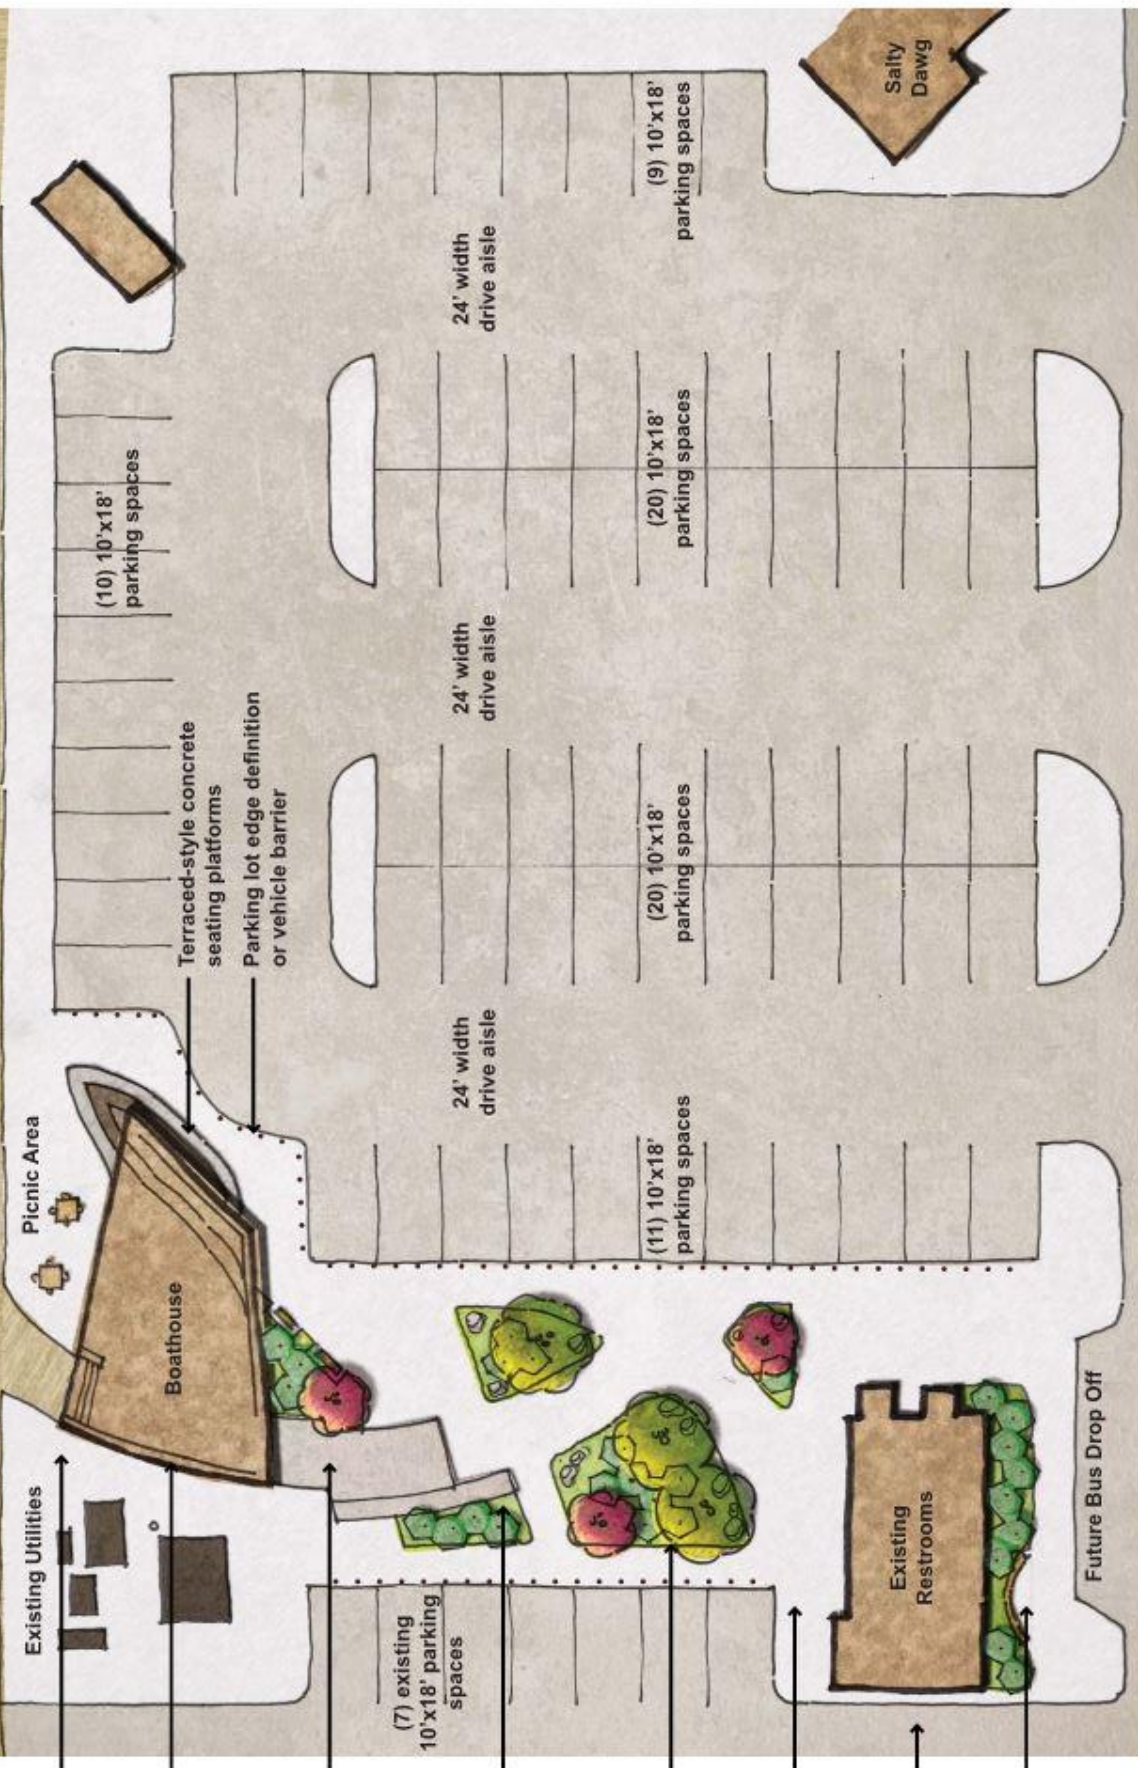 Existing Utilities
Picnic Area
Boathouse
Terraced-style concrete
seating platforms
Parking lot edge definition
or vehicle barrier
(10) 10'x18'
parking spaces
(7) existing
10'x18' parking
spaces
24' width
drive aisle
24' width
drive aisle
24' width
drive aisle
(11) 10'x18'
parking spaces
(20) 10'x18'
parking spaces
(20) 10'x18'
parking spaces
(9) 10'x18'
parking spaces
Salty
Dawg
Existing
Restrooms
Future Bus Drop Off